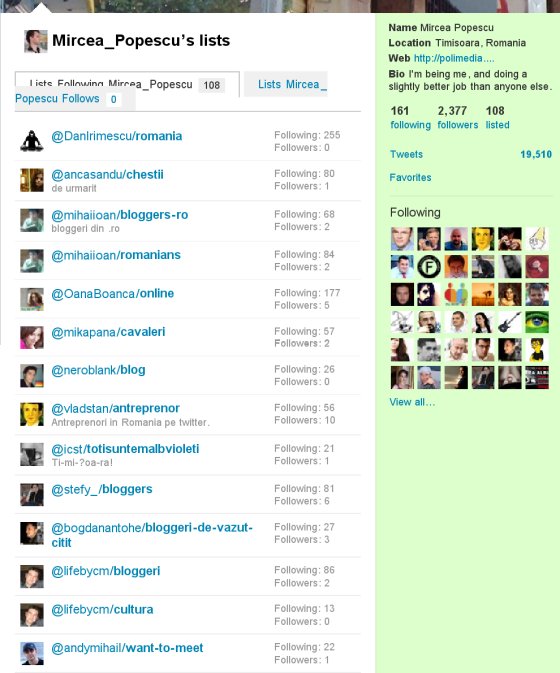 Mircea_Popescu's lists
Lists Following Mircea_Popescu 108
Lists Mircea_
Popescu Follows 0
@DanIrimescu/romania
Following: 255
Followers: 0
@ancasandu/chestii
de urmarit
Following: 80
Followers: 1
@mihaiioan/bloggers-ro
bloggeri din .ro
Following: 68
Followers: 2
@mihaiioan/romanians
Following: 84
Followers: 2
@OanaBoanca/online
Following: 177
Followers: 5
@mikapana/cavaleri
Following: 57
Followers: 2
@neroblank/blog
Following: 26
Followers: 0
@vladstan/antreprenor
Antreprenori in Romania pe twitter.
Following: 56
Followers: 10
@icst/totisuntemalbvioleti
Ti-mi-?oa-ra!
Following: 21
Followers: 1
@stefy_/bloggers
Following: 81
Followers: 6
@bogdanantohe/bloggeri-de-vazut-
citit
Following: 27
Followers: 3
@lifebycm/bloggeri
Following: 86
Followers: 2
@lifebycm/cultura
Following: 13
Followers: 0
@andymihail/want-to-meet
Following: 22
Followers: 1
Name Mircea Popescu
Location Timisoara, Romania
Web http://polimedia....
Bio I'm being me, and doing a
slightly better job than anyone else.
161 2,377 108
following followers listed
Tweets 19,510
Favorites
Following
View all...